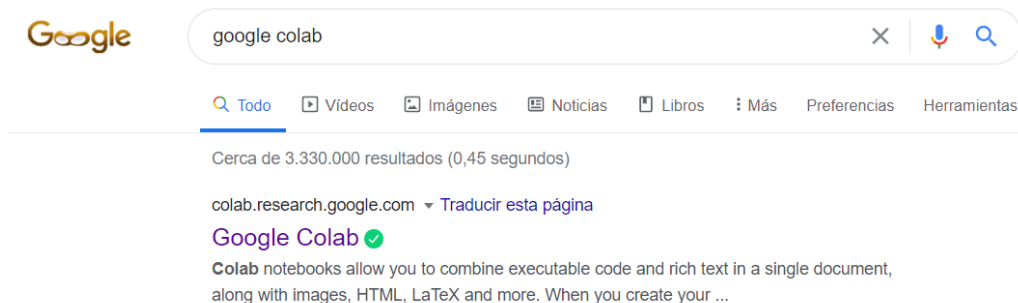 Google google colab
Todo Vídeos Imágenes Noticias Libros Más Preferencias Herramientas
Cerca de 3.330.000 resultados (0,45 segundos)
colab.research.google.com Traducir esta página
Google Colab
Colab notebooks allow you to combine executable code and rich text in a single document,
along with images, HTML, LaTeX and more. When you create your ...